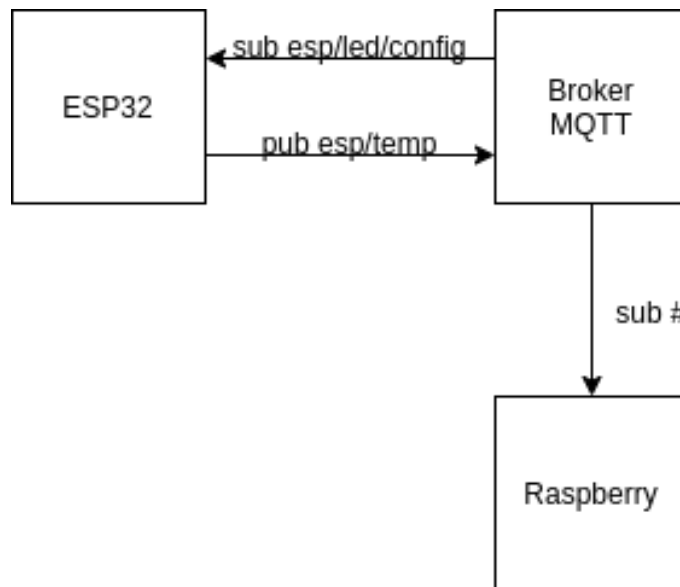 sub esp/led/config
ESP32
Broker
MQTT
pub esp/temp
sub #
Raspberry